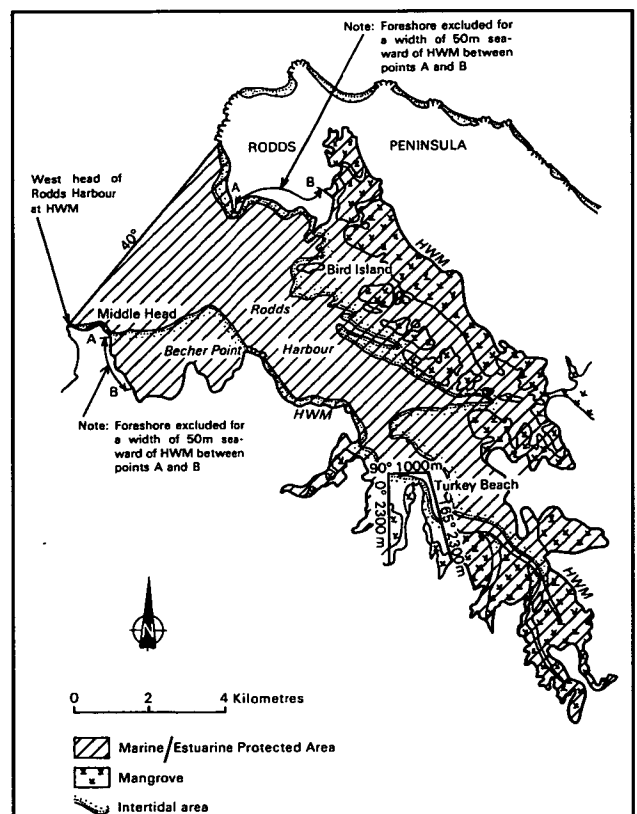 Note: Foreshore excluded for
a width of 50m sea-
ward of HWM between
points A and B
RODDS
PENINSULA
West head of
Rodds Harbour
at HWM
A
B
HWM
40°
Bird Island
Middle Head
Rodds
A
Becher Point
Harbour
B
HWM
Note: Foreshore excluded for
a width of 50m sea-
ward of HWM between
points A and B
90° 1000m
Turkey Beach
0° 2300m
165° 2300m
HWM
N
0 2 4 Kilometres
Marine/Estuarine Protected Area
Mangrove
Intertidal area